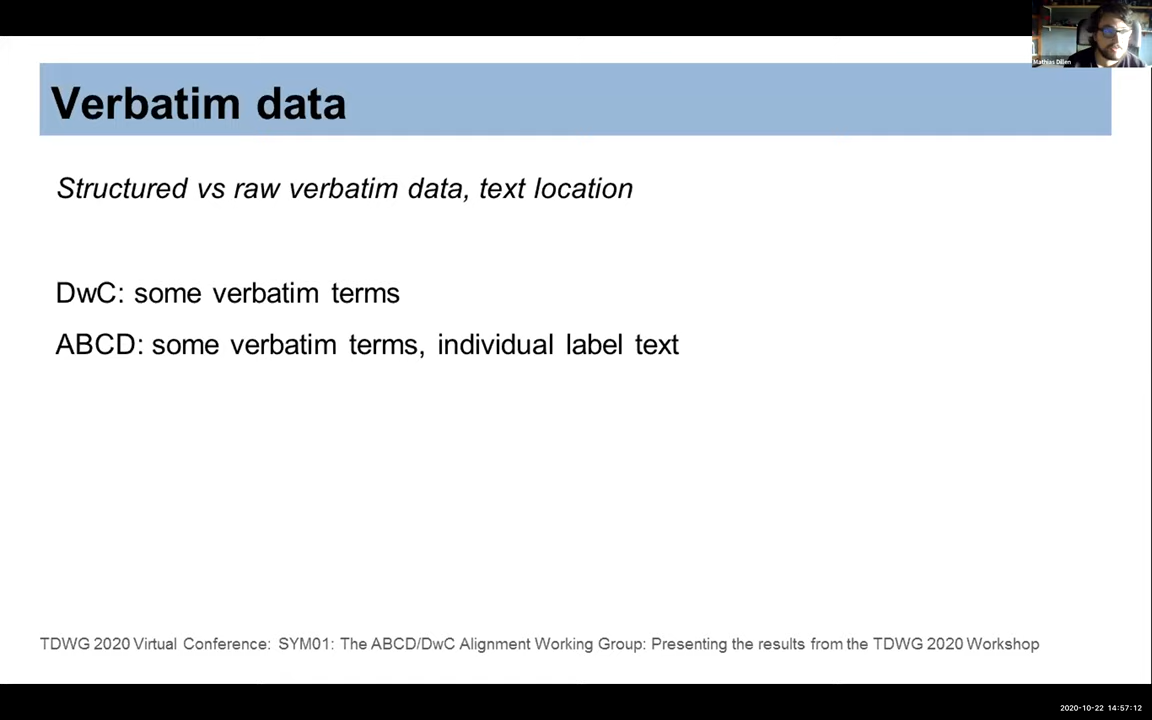 Mathias Dillen
Verbatim data
Structured vs raw verbatim data, text location
DwC: some verbatim terms
ABCD: some verbatim terms, individual label text
TDWG 2020 Virtual Conference: SYM01: The ABCD/DwC Alignment Working Group: Presenting the results from the TDWG 2020 Workshop
2020-10-22 14:57:12